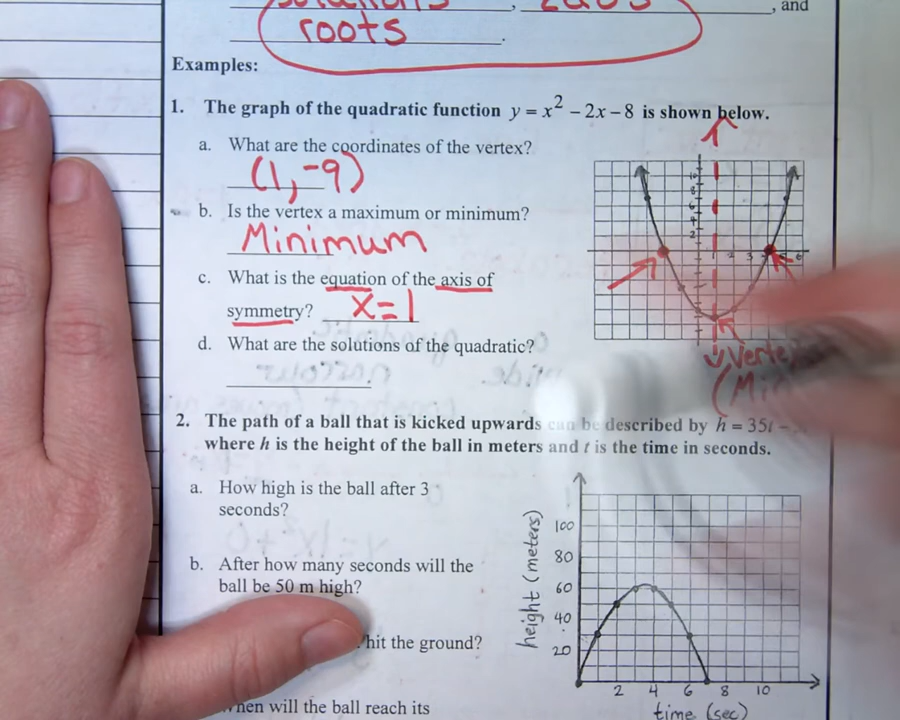 , and
roots
Examples:
1. The graph of the quadratic function y = x² – 2x – 8 is shown below.
a. What are the coordinates of the vertex?
(1, -9)
b. Is the vertex a maximum or minimum?
Minimum
c. What is the equation of the axis of
symmetry? x=1
d. What are the solutions of the quadratic?
2. The path of a ball that is kicked upwards can be described by h = 35t –
where h is the height of the ball in meters and t is the time in seconds.
a. How high is the ball after 3
seconds?
b. After how many seconds will the
ball be 50 m high?
hit the ground?
will the ball reach its
height (meters)
100
80
60
40
20
2 4 6 8 10
time (sec)